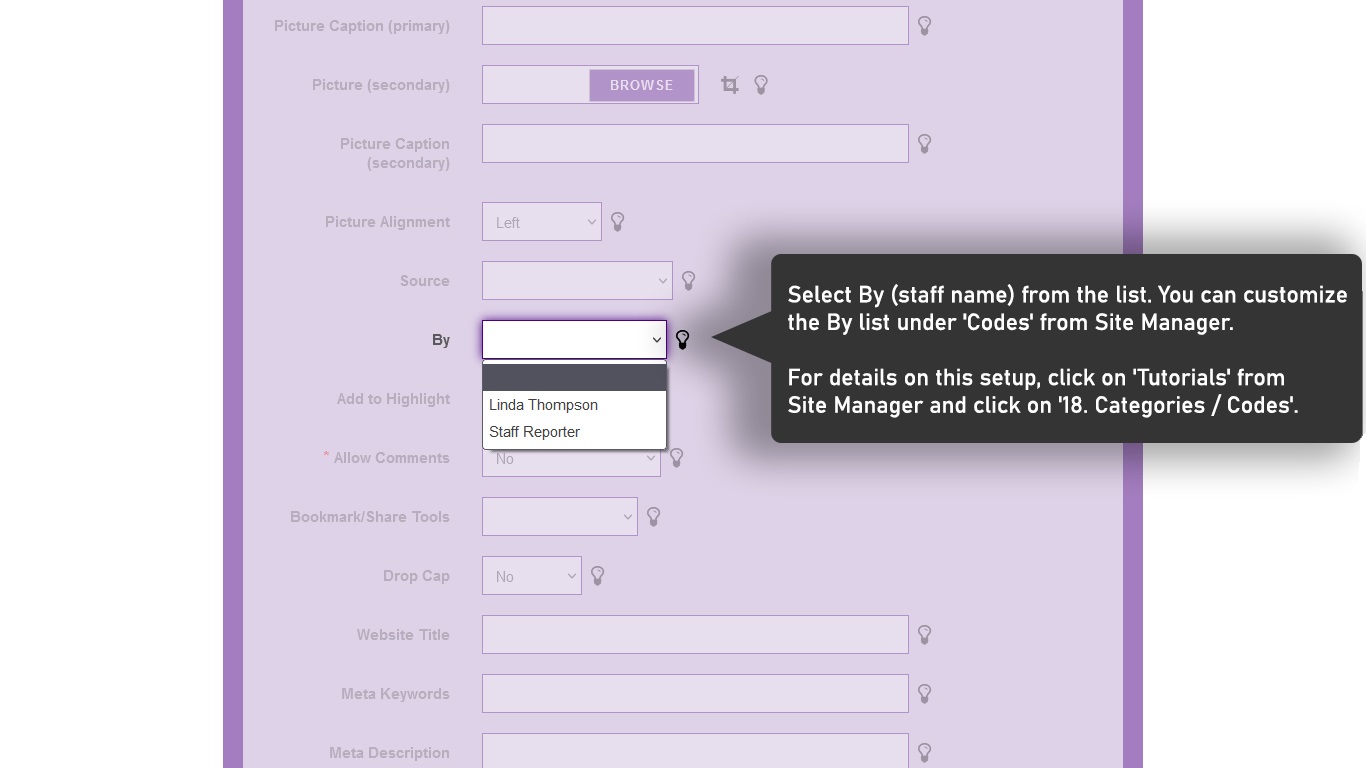 Picture Caption (primary)
Picture (secondary)
BROWSE
Picture Caption
(secondary)
Picture Alignment
Left
Source
By
Select By (staff name) from the list. You can customize
the By list under 'Codes' from Site Manager.
For details on this setup, click on 'Tutorials' from
Site Manager and click on '18. Categories / Codes'.
Linda Thompson
Staff Reporter
Add to Highlight
* Allow Comments
No
Bookmark/Share Tools
Drop Cap
No
Website Title
Meta Keywords
Meta Description